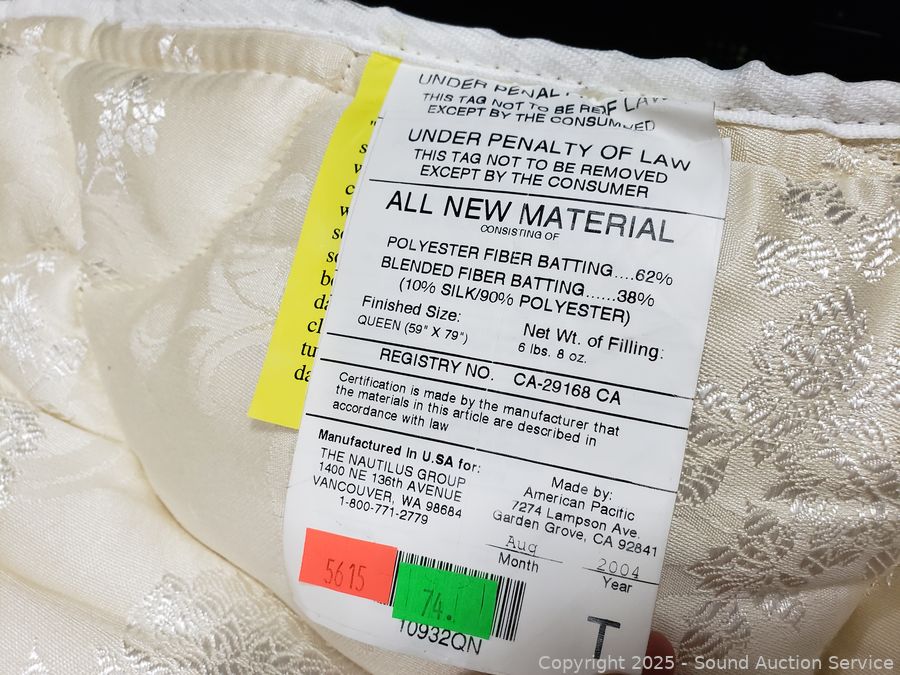 UNDER PENALTY OF LAW
THIS TAG NOT TO BE RE
EXCEPT BY THE
UNDER PENALTY OF LAW
THIS TAG NOT TO BE REMOVED
EXCEPT BY THE CONSUMER
ALL NEW MATERIAL
CONSISTING OF
POLYESTER FIBER BATTING....62%
BLENDED FIBER BATTING......38%
(10% SILK/90% POLYESTER)
Finished Size:
QUEEN (59" X 79")
Net Wt. of Filling:
6 lbs. 8 oz.
REGISTRY NO. CA-29168 CA
Certification is made by the manufacturer that
the materials in this article are described in
accordance with law
Manufactured in U.SA for:
THE NAUTILUS GROUP
1400 NE 136th AVENUE
VANCOUVER, WA 98684
1-800-771-2779
Made by:
American Pacific
7274 Lampson Ave.
Garden Grove, CA 92841
Aug 2004
Month Year
5615
74.
10932QN
T
Copyright © 2025 - Sound Auction Service